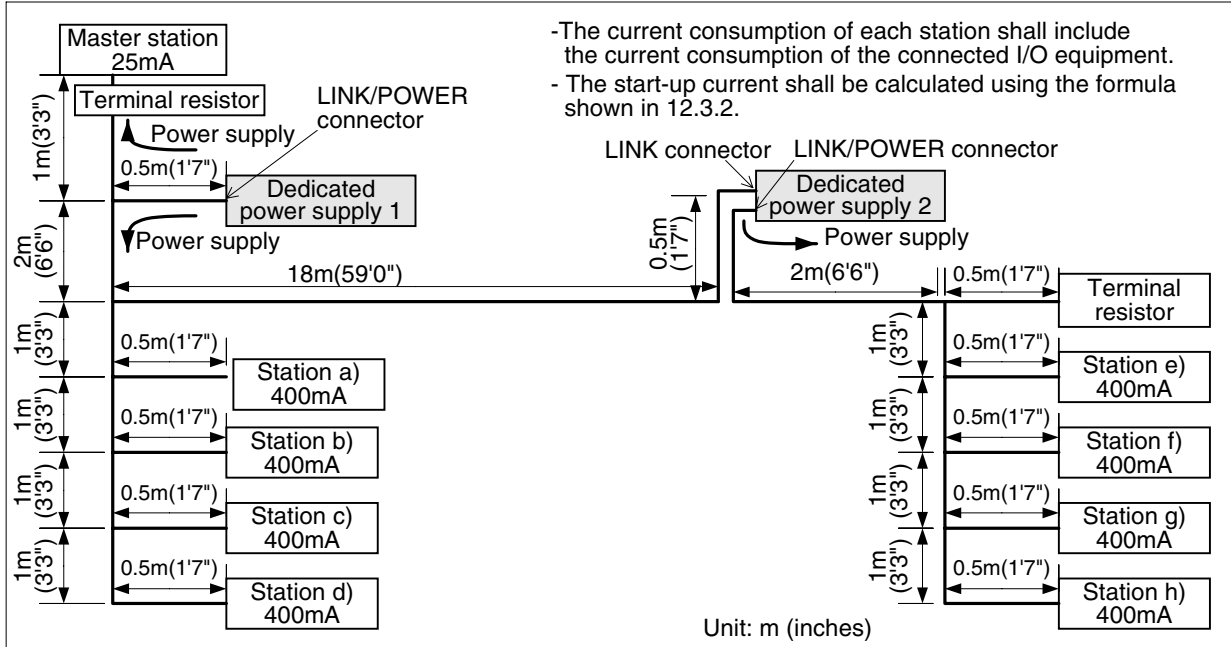 Master station
25mA
-The current consumption of each station shall include
the current consumption of the connected I/O equipment.
- The start-up current shall be calculated using the formula
shown in 12.3.2.
Terminal resistor
LINK/POWER
connector
1m(3'3")
Power supply
0.5m(1'7")
LINK connector
LINK/POWER connector
Dedicated
power supply 1
Dedicated
power supply 2
Power supply
2m
(6'6")
0.5m
(1'7")
Power supply
18m(59'0")
2m(6'6")
0.5m(1'7")
Terminal
resistor
1m
(3'3")
0.5m(1'7")
Station a)
400mA
1m
(3'3")
0.5m(1'7")
Station e)
400mA
1m
(3'3")
0.5m(1'7")
Station b)
400mA
1m
(3'3")
0.5m(1'7")
Station f)
400mA
1m
(3'3")
0.5m(1'7")
Station c)
400mA
1m
(3'3")
0.5m(1'7")
Station g)
400mA
1m
(3'3")
0.5m(1'7")
Station d)
400mA
1m
(3'3")
0.5m(1'7")
Station h)
400mA
Unit: m (inches)